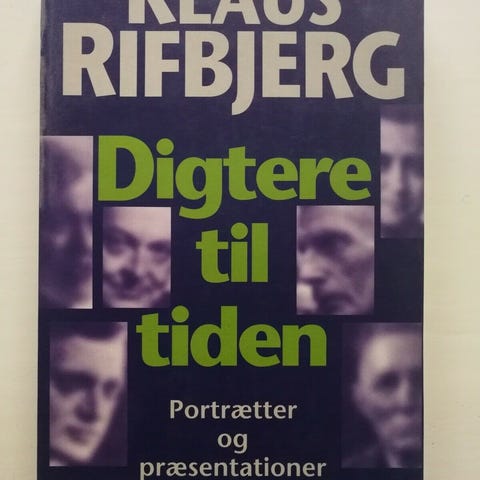 KLAUS
RIFBJERG
Digtere
til
tiden
Portrætter
og
præsentationer